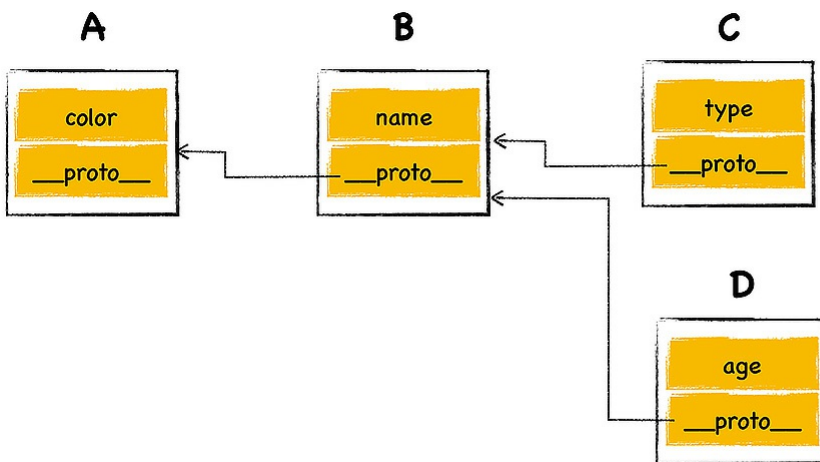 A
B
C
color
__proto__
name
__proto__
type
__proto__
D
age
__proto__